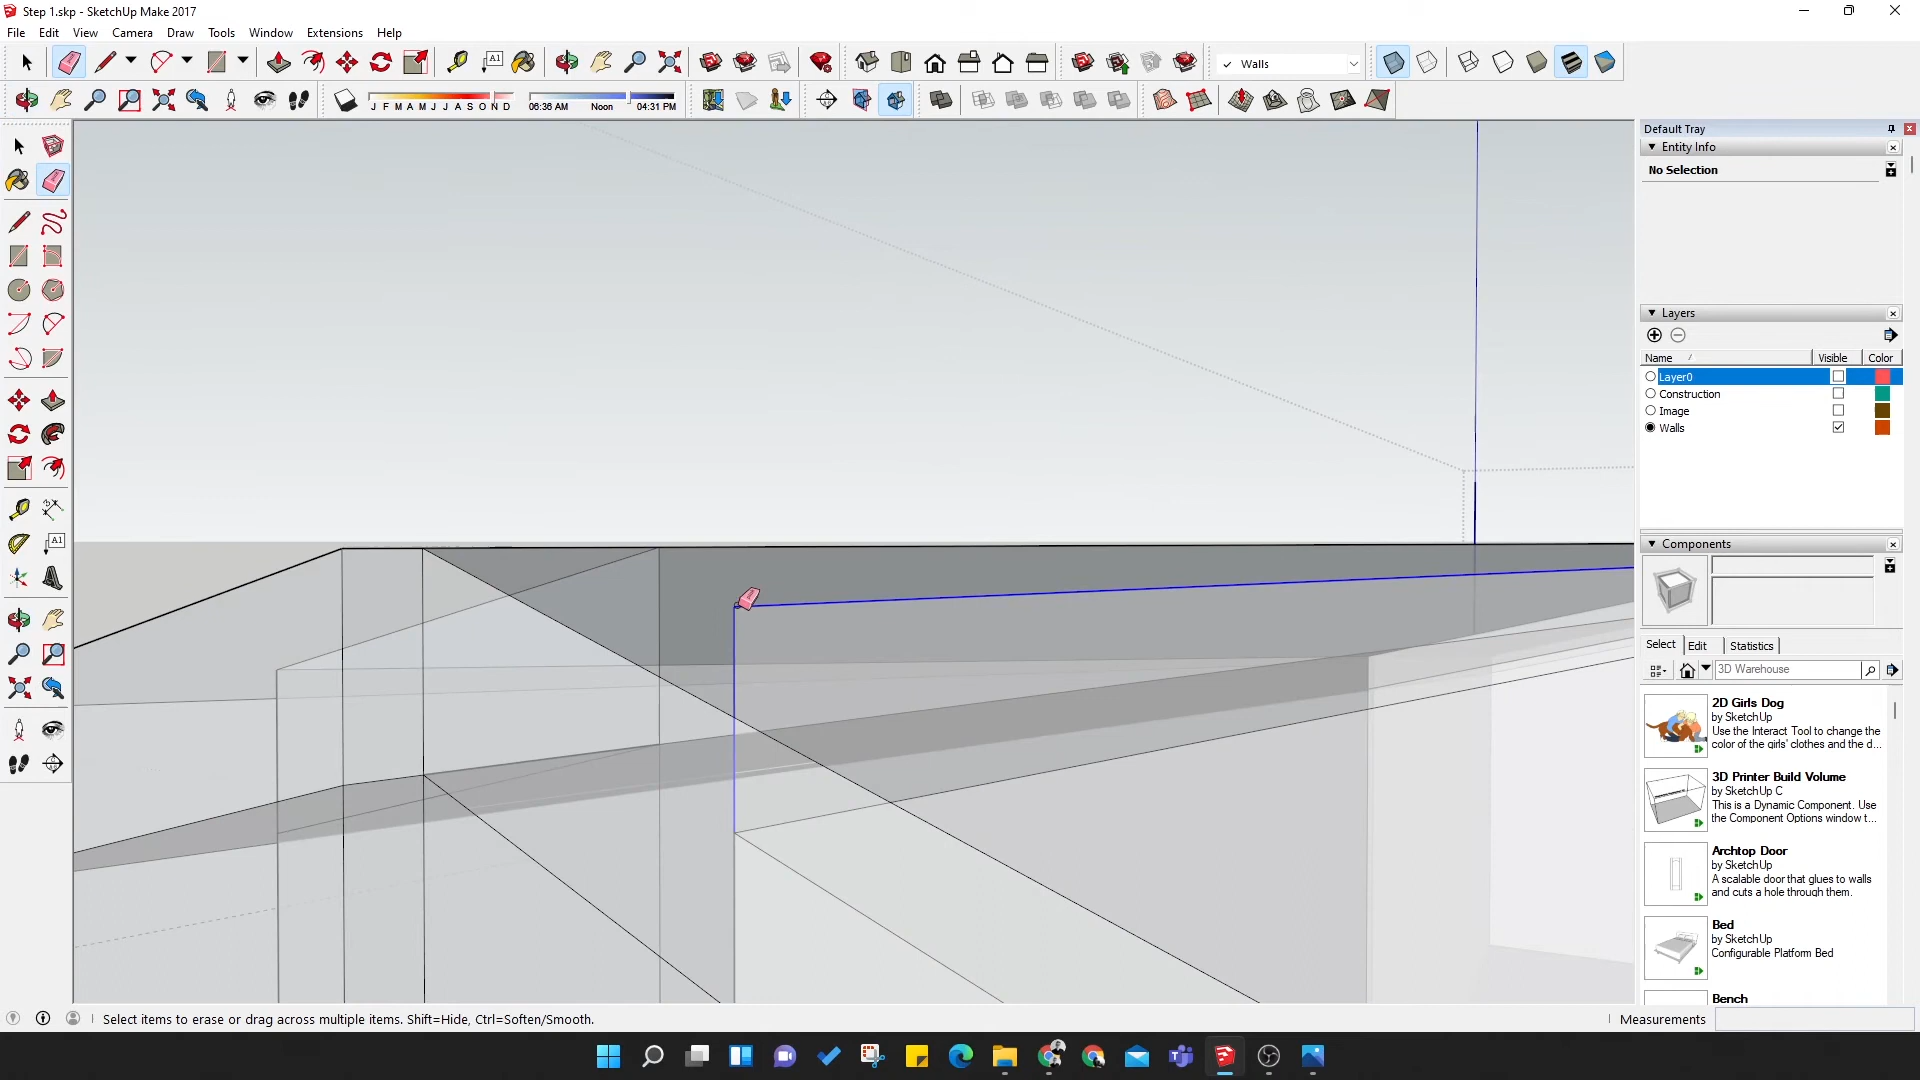 Step 1.skp - SketchUp Make 2017
File Edit View Camera Draw Tools Window Extensions Help
A1
Walls
J F M A M J J A S O N D
06:36 AM Noon 04:31 PM
Default Tray
Entity Info
No Selection
A1
Layers
Name Visible Color
Layer0
Construction
Image
Walls
Components
Select Edit Statistics
3D Warehouse
2D Girls Dog
by SketchUp
Use the Interact Tool to change the
color of the girls' clothes and the d...
3D Printer Build Volume
by SketchUp C
This is a Dynamic Component. Use
the Component Options window t...
Archtop Door
by SketchUp
A scalable door that glues to walls
and cuts a hole through them.
Bed
by SketchUp
Configurable Platform Bed
Bench
Select items to erase or drag across multiple items. Shift=Hide, Ctrl=Soften/Smooth.
Measurements